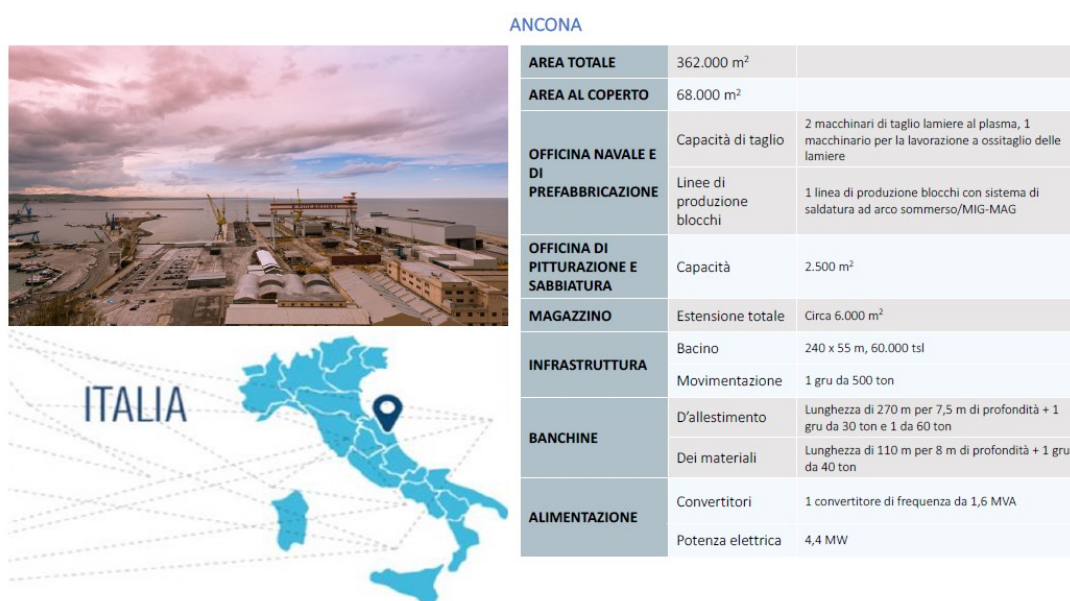 ANCONA
AREA TOTALE
362.000 m²
AREA AL COPERTO
68.000 m²
OFFICINA NAVALE E
DI
PREFABBRICAZIONE
Capacità di taglio
2 macchinari di taglio lamiere al plasma, 1
macchinario per la lavorazione a ossitaglio delle
lamiere
Linee di
produzione
blocchi
1 linea di produzione blocchi con sistema di
saldatura ad arco sommerso/MIG-MAG
OFFICINA DI
PITTURAZIONE E
SABBIATURA
Capacità
2.500 m²
MAGAZZINO
Estensione totale
Circa 6.000 m²
INFRASTRUTTURA
Bacino
240 x 55 m, 60.000 tsl
Movimentazione
1 gru da 500 ton
BANCHINE
D'allestimento
Lunghezza di 270 m per 7,5 m di profondità + 1
gru da 30 ton e 1 da 60 ton
Dei materiali
Lunghezza di 110 m per 8 m di profondità + 1 gru
da 40 ton
ALIMENTAZIONE
Convertitori
1 convertitore di frequenza da 1,6 MVA
Potenza elettrica
4,4 MW
ITALIA